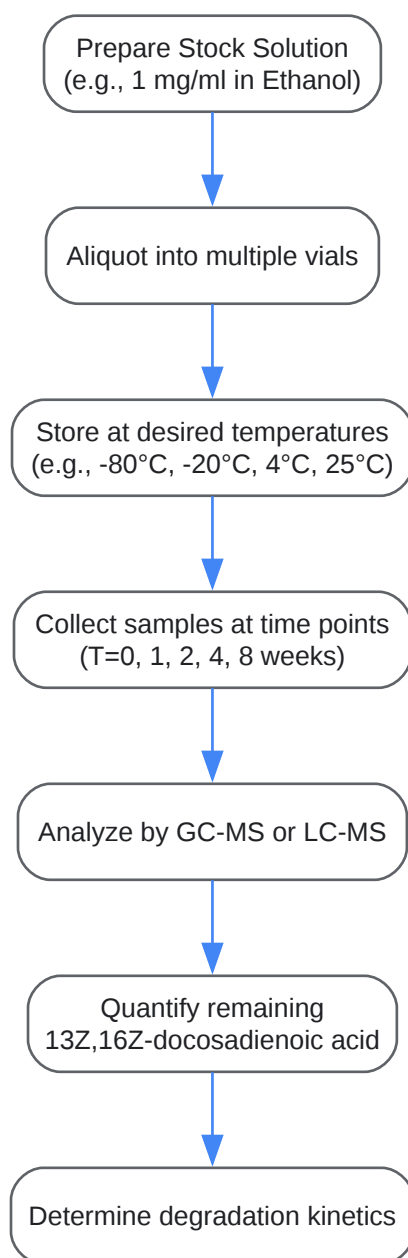 Prepare Stock Solution
(e.g., 1 mg/ml in Ethanol)
Aliquot into multiple vials
Store at desired temperatures
(e.g., -80°C, -20°C, 4°C, 25°C)
Collect samples at time points
(T=0, 1, 2, 4, 8 weeks)
Analyze by GC-MS or LC-MS
Quantify remaining
13Z,16Z-docosadienoic acid
Determine degradation kinetics